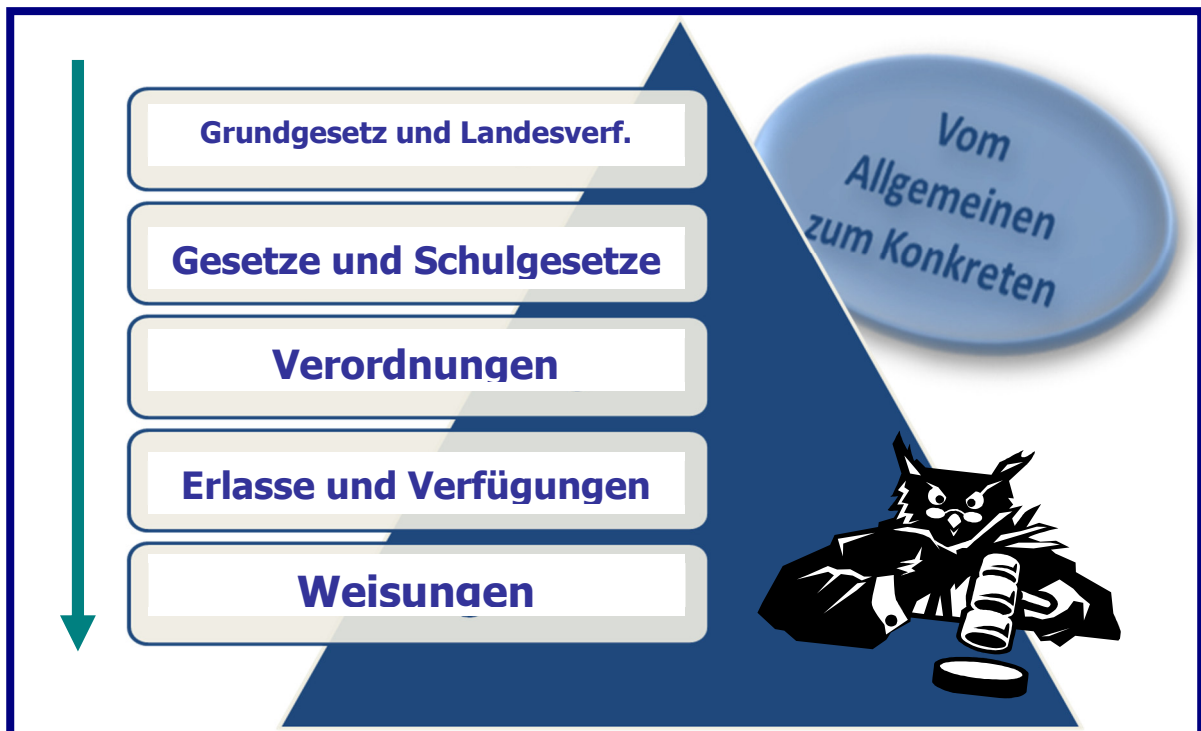 Grundgesetz und Landesverf.
Gesetze und Schulgesetze
Verordnungen
Erlasse und Verfügungen
Weisungen
Vom
Allgemeinen
zum Konkreten